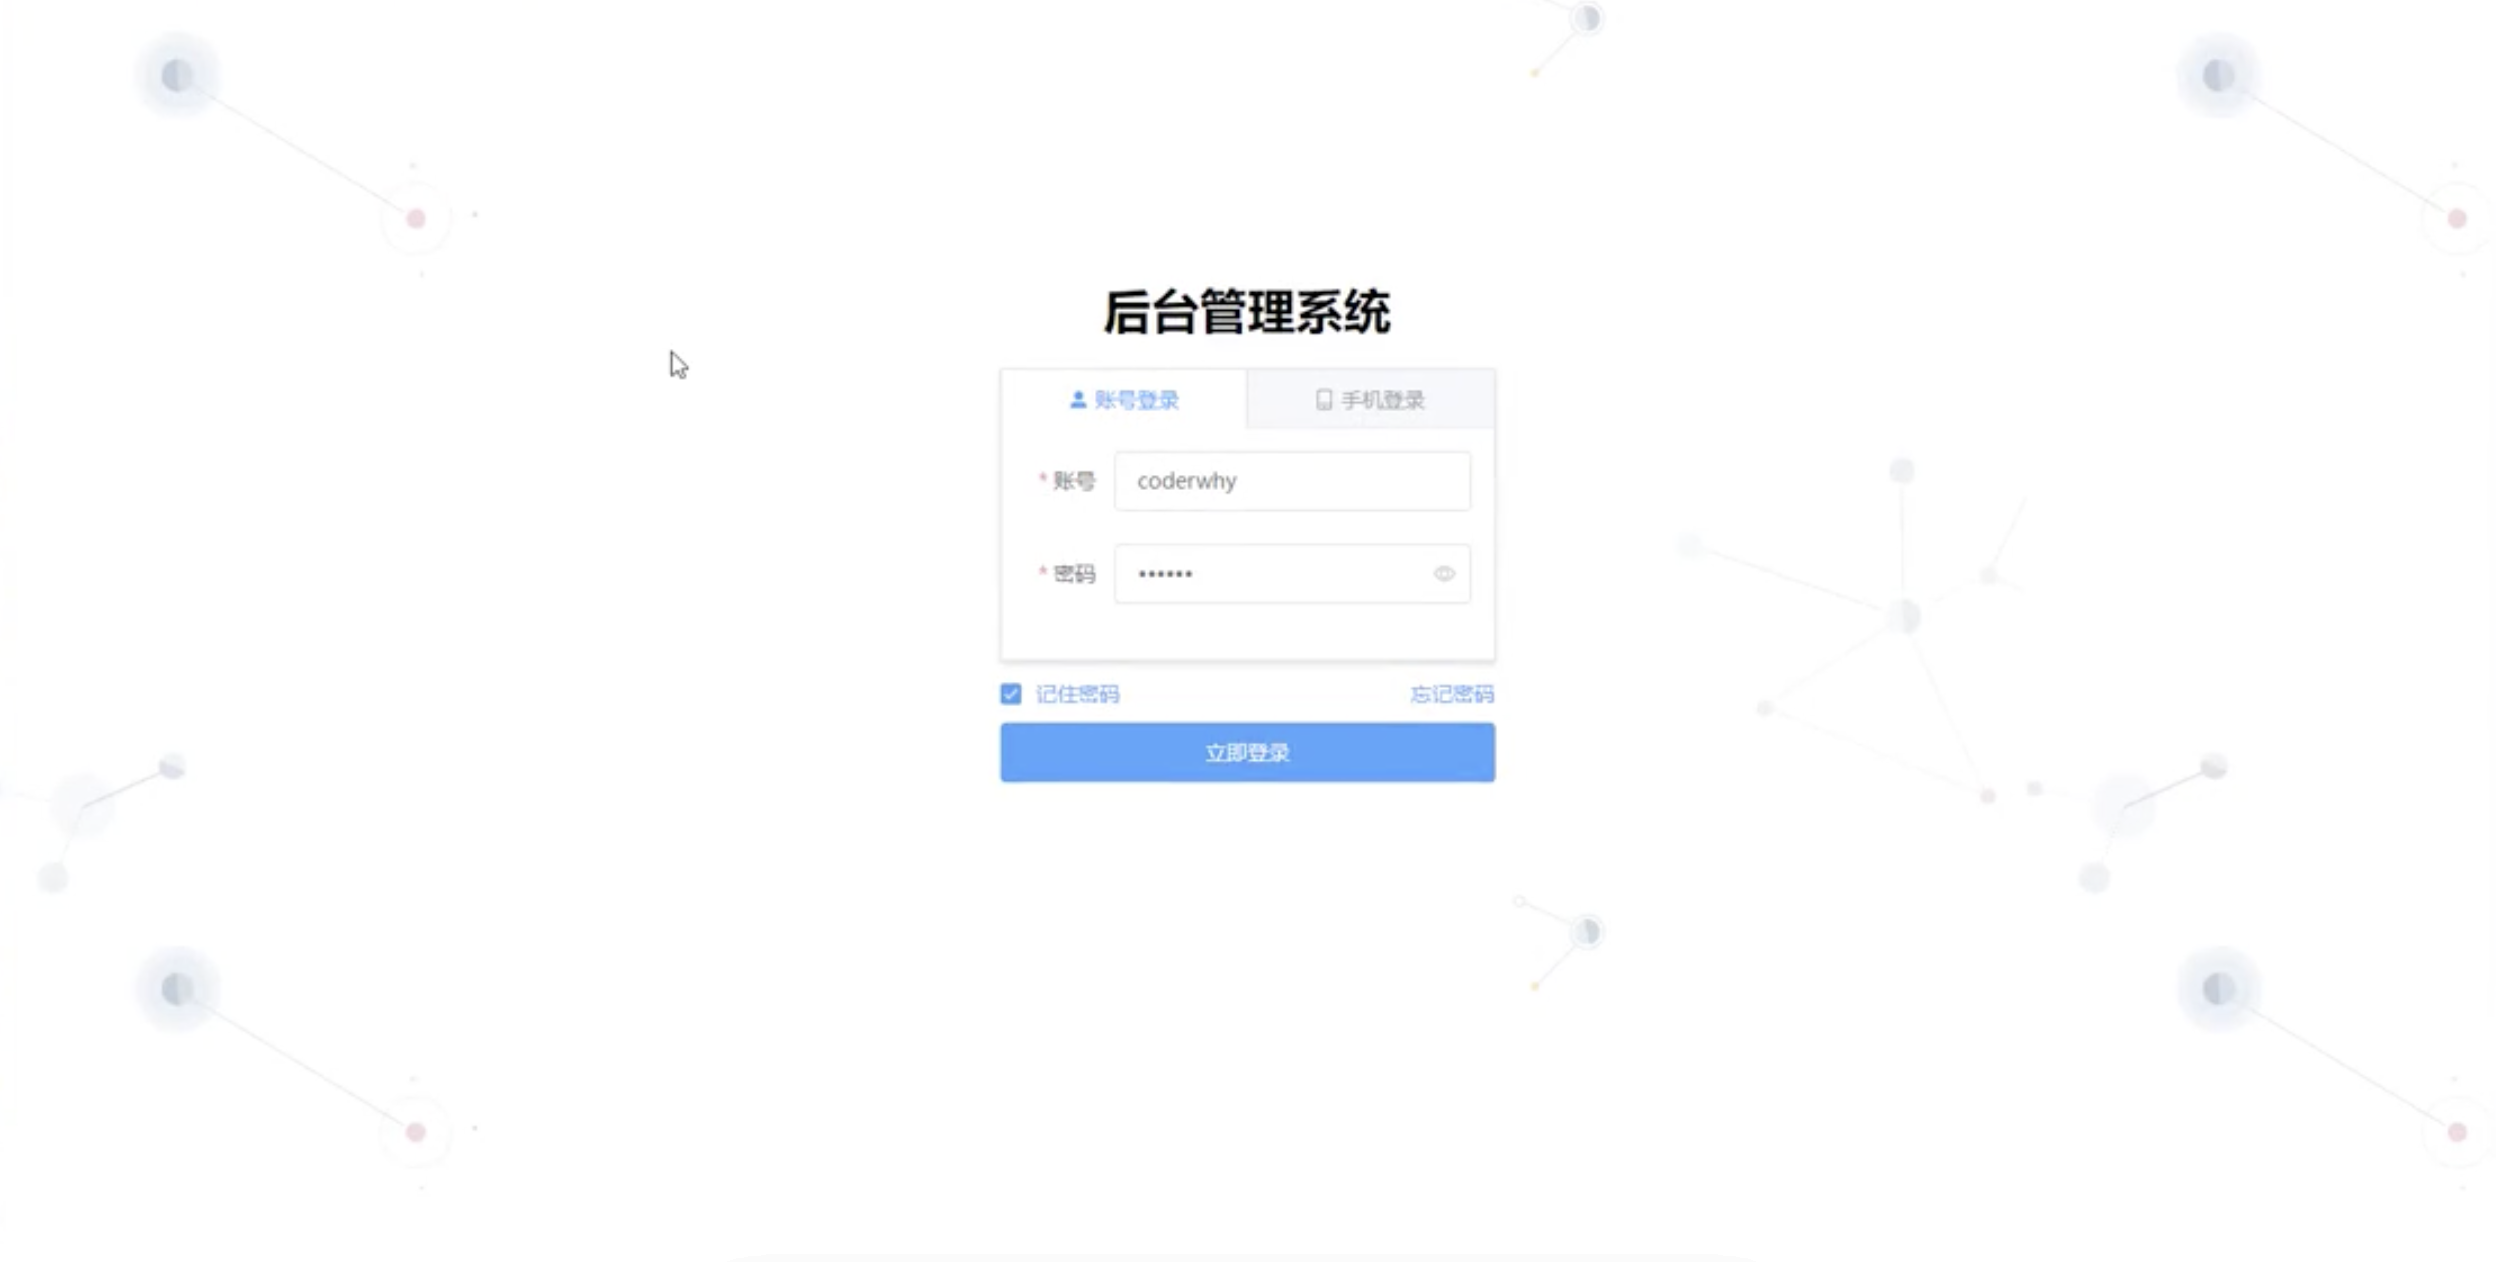 后台管理系统
账号登录 手机登录
* 账号 coderwhy
* 密码 ••••••
记住密码 忘记密码
立即登录